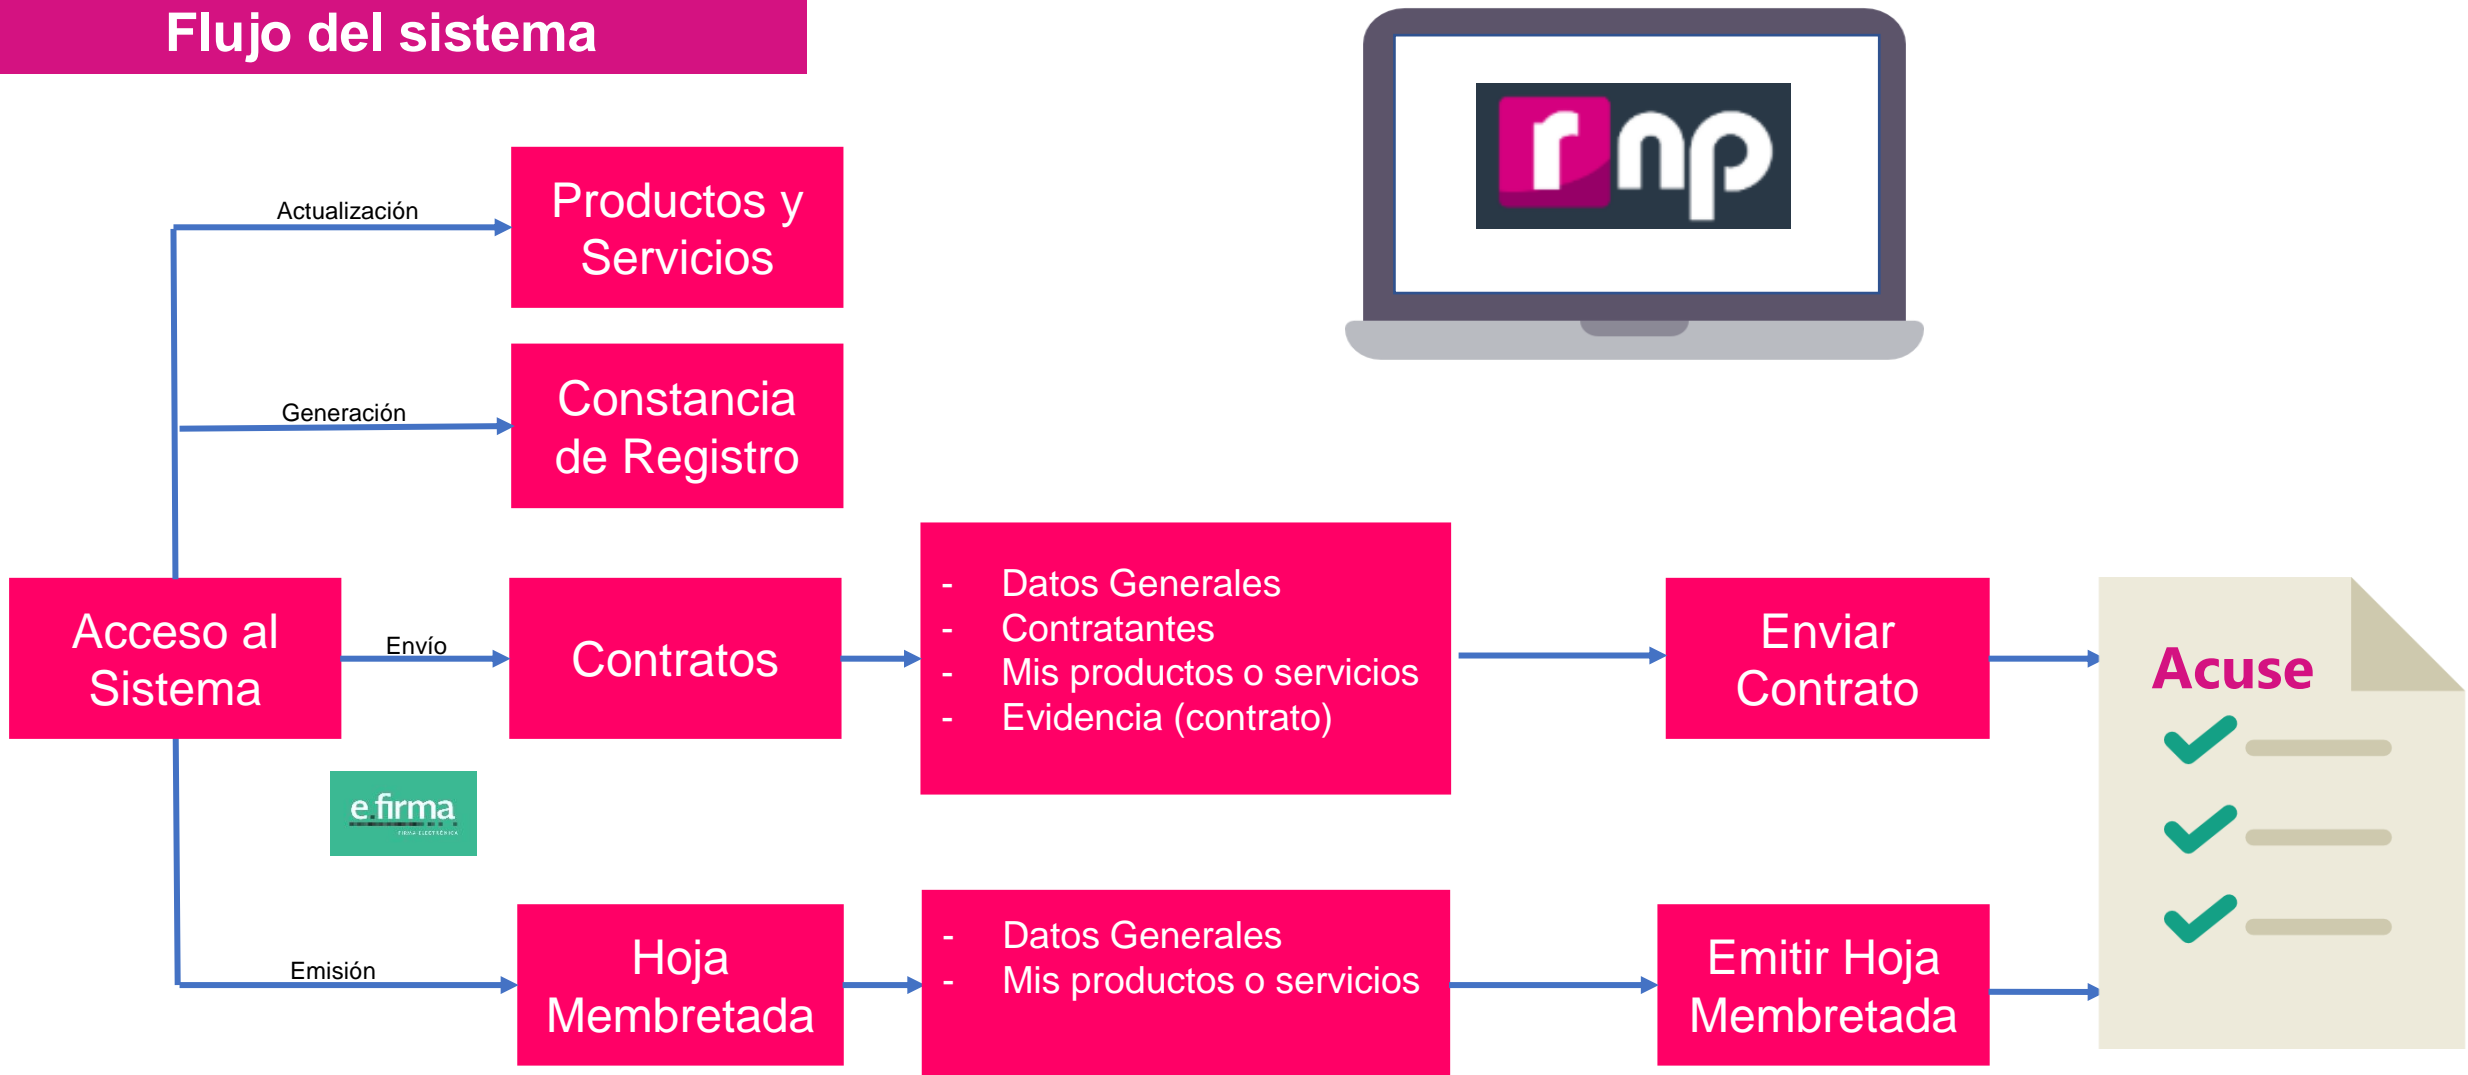 Flujo del sistema
rnp
Actualización
Productos y
Servicios
Generación
Constancia
de Registro
Acceso al
Sistema
Envío
Contratos
- Datos Generales
- Contratantes
- Mis productos o servicios
- Evidencia (contrato)
Enviar
Contrato
Acuse
e.firma
FIRMA ELECTRÓNICA
Emisión
Hoja
Membretada
- Datos Generales
- Mis productos o servicios
Emitir Hoja
Membretada